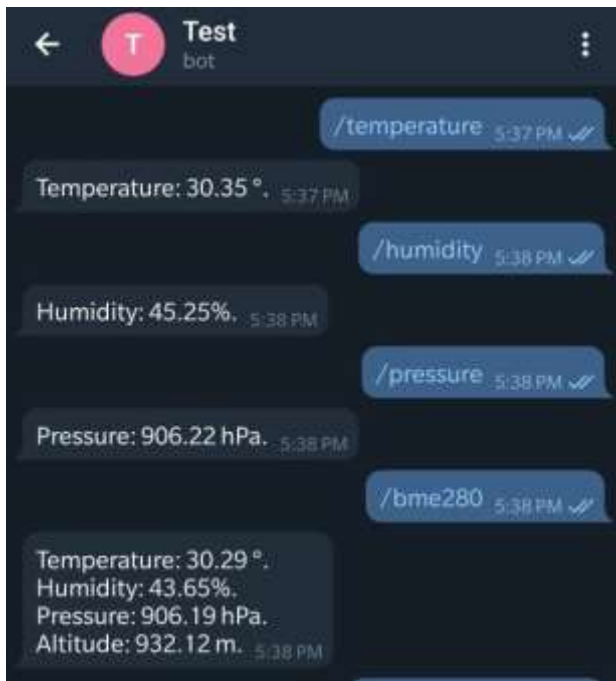 T
Test
bot
/temperature 5:37 PM
Temperature: 30.35 °. 5:37 PM
/humidity 5:38 PM
Humidity: 45.25%. 5:38 PM
/pressure 5:38 PM
Pressure: 906.22 hPa. 5:38 PM
/bme280 5:38 PM
Temperature: 30.29 °.
Humidity: 43.65%.
Pressure: 906.19 hPa.
Altitude: 932.12 m. 5:38 PM